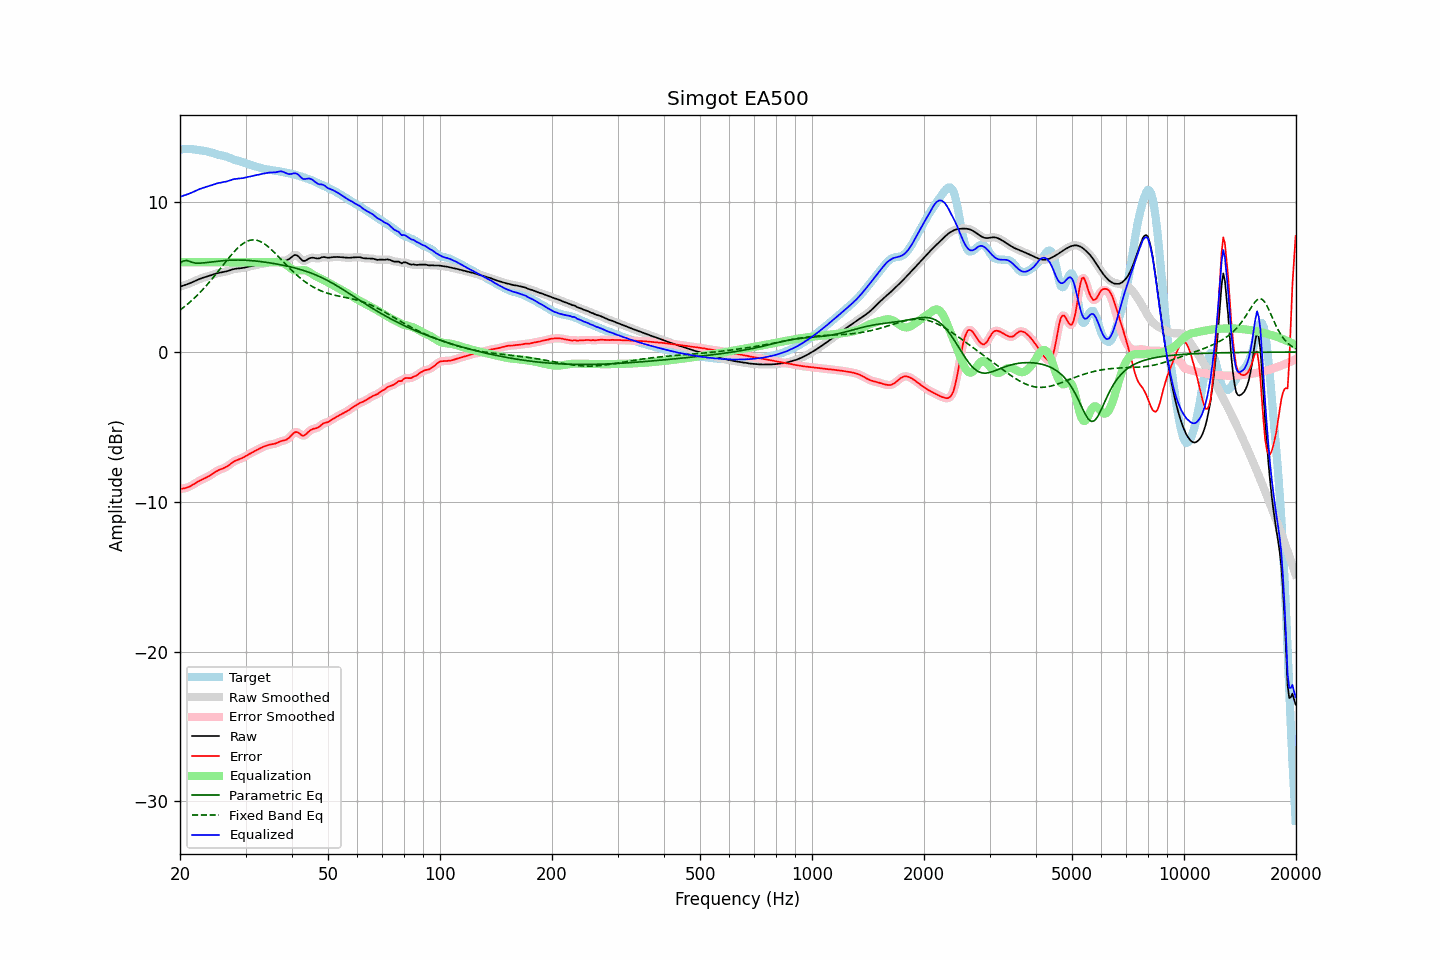 Simgot EA500
Amplitude (dBr)
10
0
−10
−20
−30
Target
Raw Smoothed
Error Smoothed
Raw
Error
Equalization
Parametric Eq
Fixed Band Eq
Equalized
20 50 100 200 500 1000 2000 5000 10000 20000
Frequency (Hz)